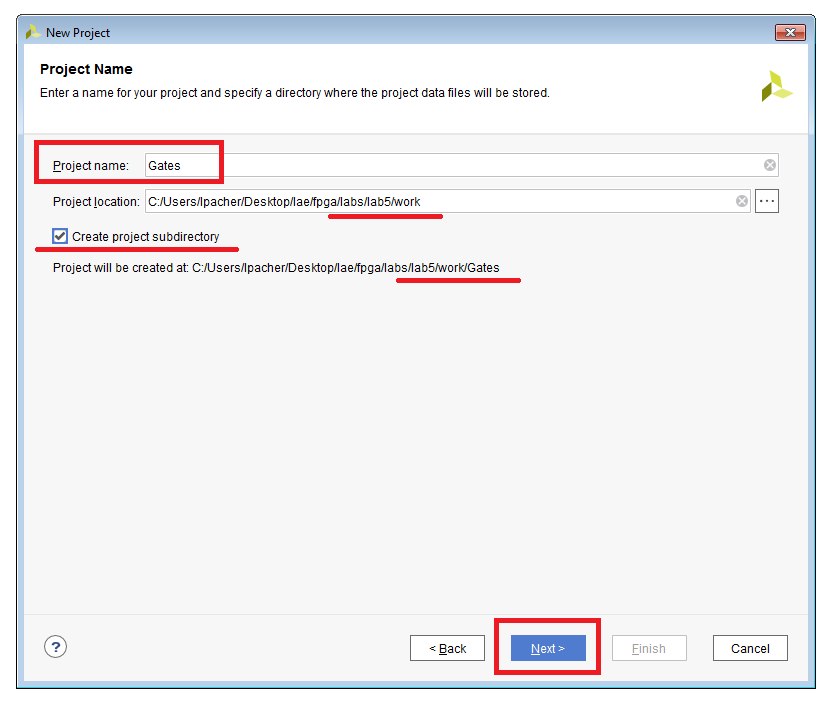 New Project
Project Name
Enter a name for your project and specify a directory where the project data files will be stored.
Project name: Gates
Project location: C:/Users/lpacher/Desktop/lae/fpga/labs/lab5/work ...
Create project subdirectory
Project will be created at: C:/Users/lpacher/Desktop/lae/fpga/labs/lab5/work/Gates
? < Back Next > Finish Cancel